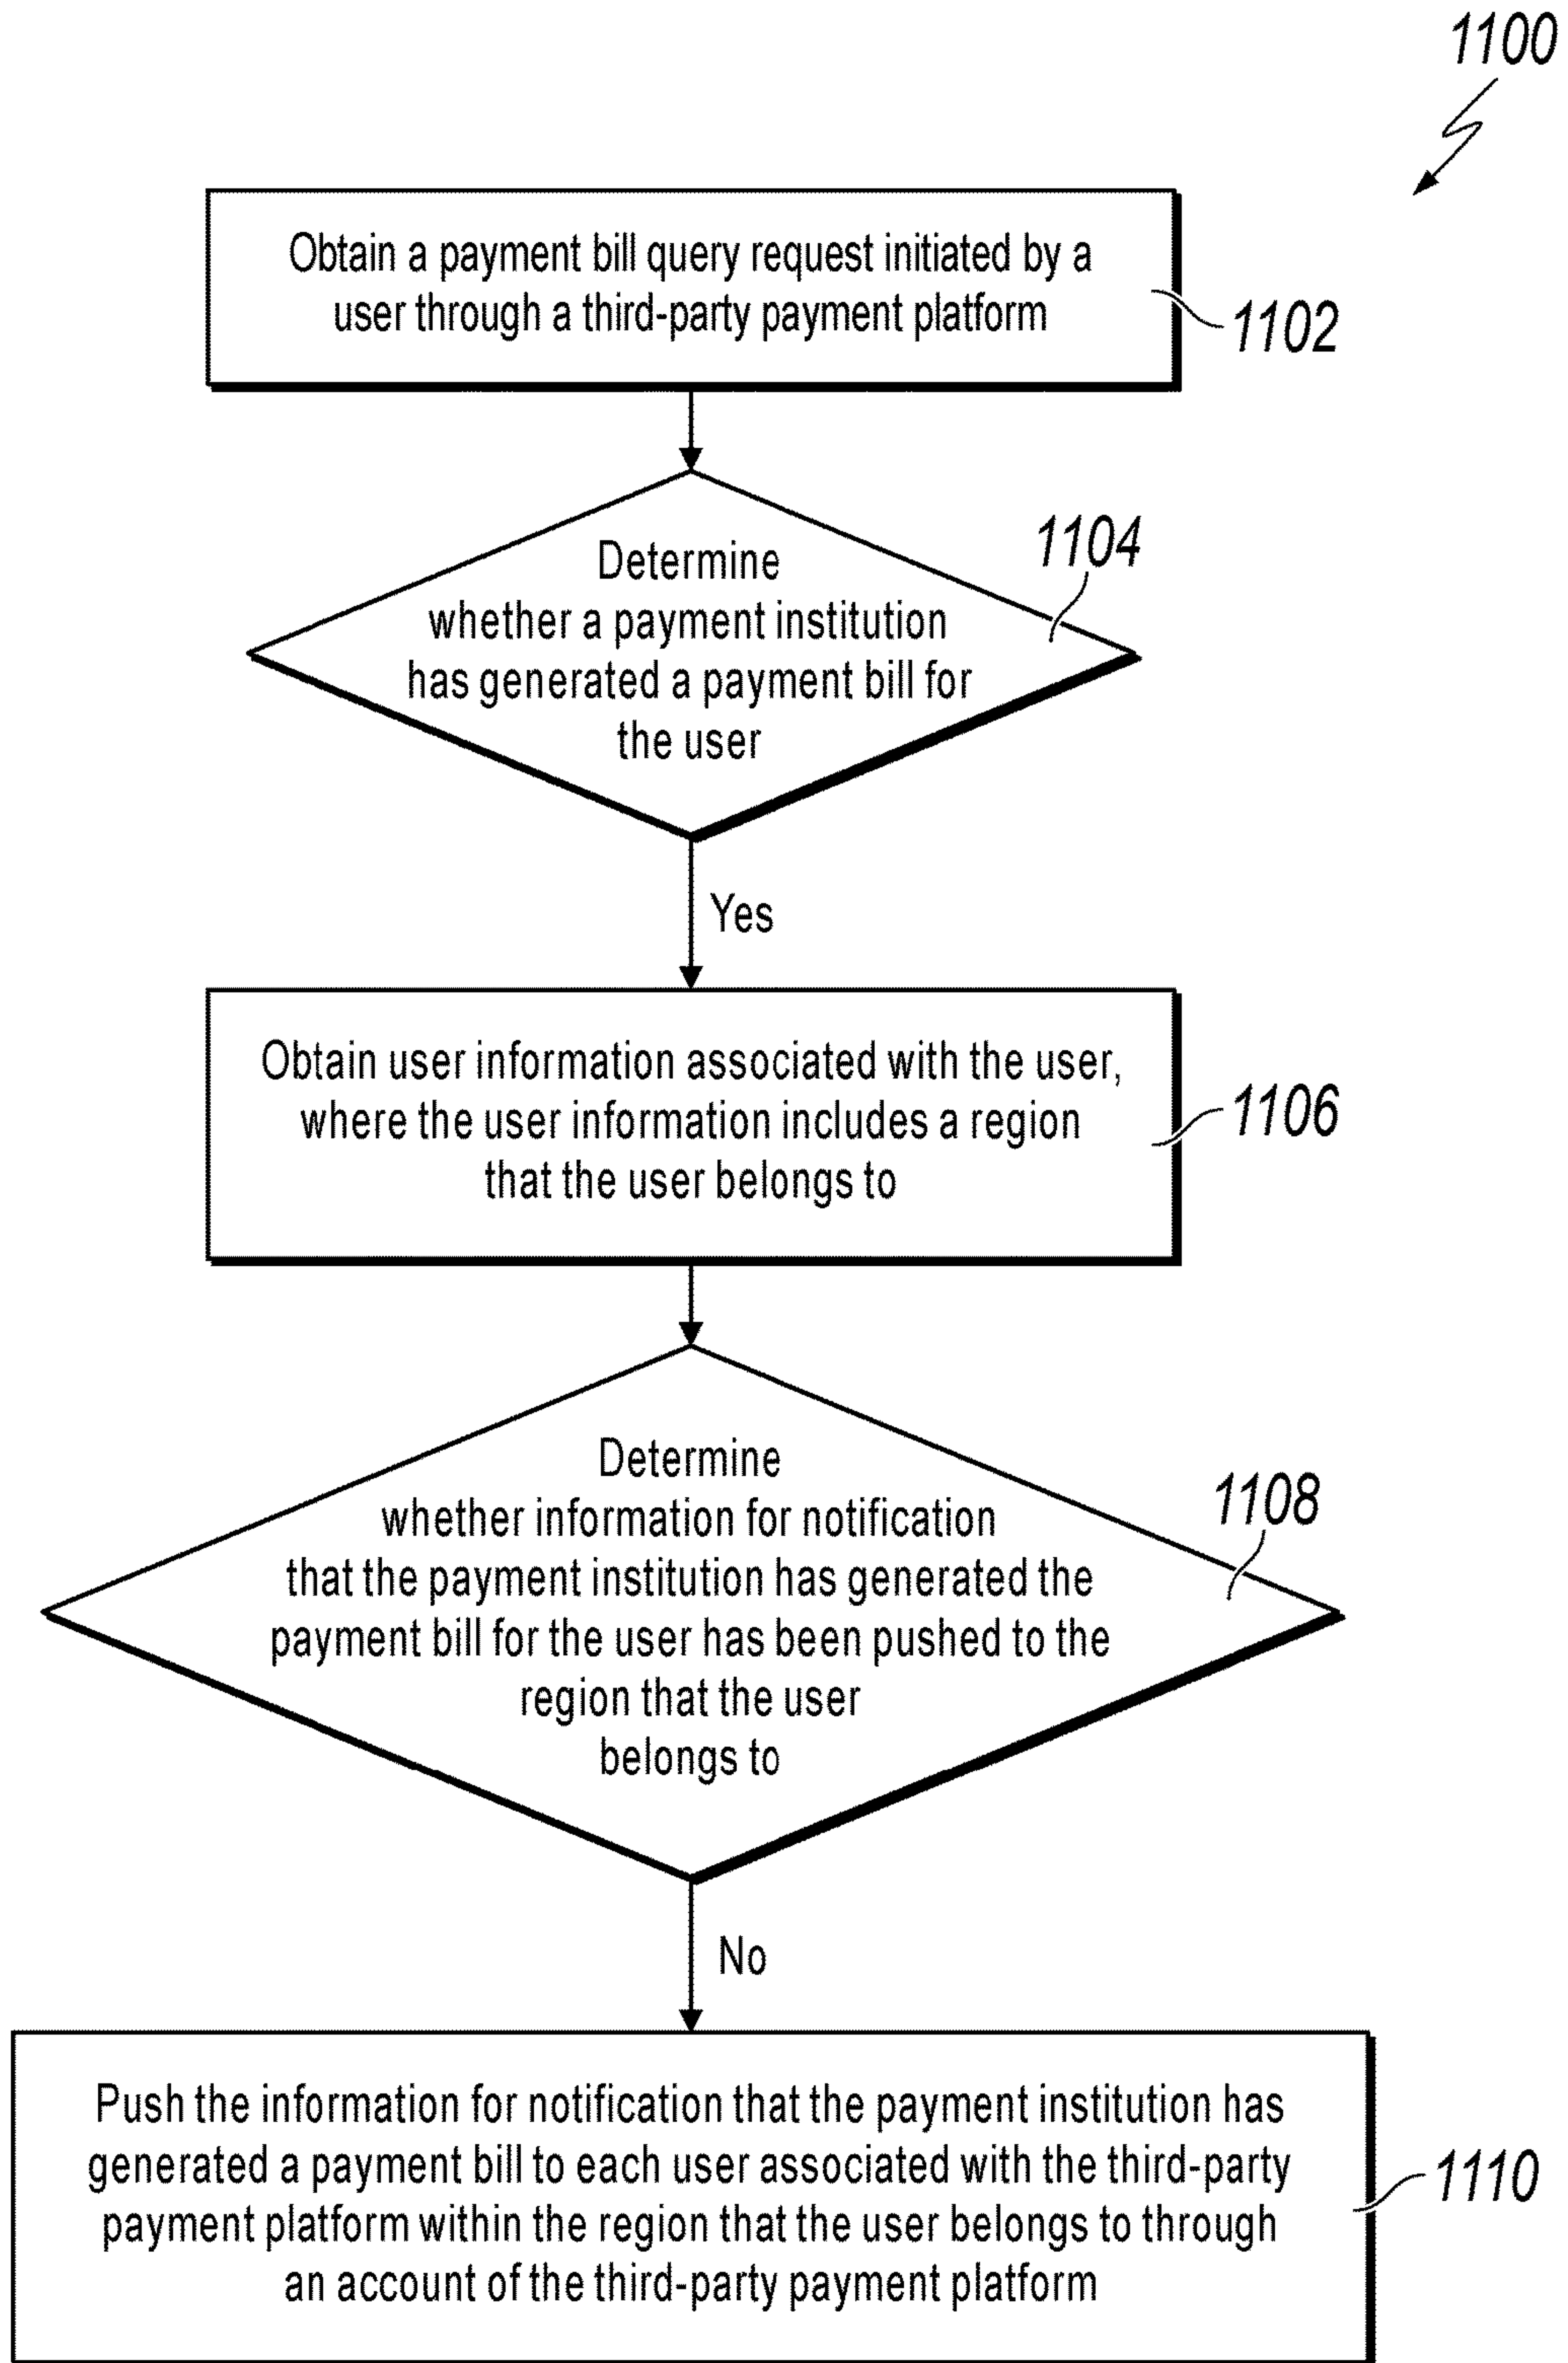 1100
Obtain a payment bill query request initiated by a
user through a third-party payment platform
1102
Determine
whether a payment institution
has generated a payment bill for
the user
1104
Yes
Obtain user information associated with the user,
where the user information includes a region
that the user belongs to
1106
Determine
whether information for notification
that the payment institution has generated the
payment bill for the user has been pushed to the
region that the user
belongs to
1108
No
Push the information for notification that the payment institution has
generated a payment bill to each user associated with the third-party
payment platform within the region that the user belongs to through
an account of the third-party payment platform
1110